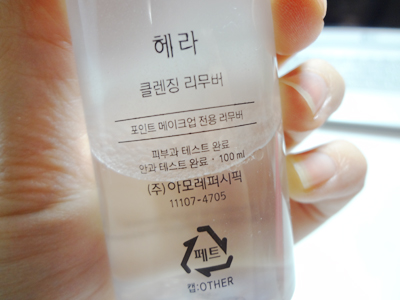 헤라
클렌징 리무버
포인트 메이크업 전용 리무버
피부과 테스트 완료
안과 테스트 완료 · 100 ml
(주) 아모레퍼시픽
11107-4705
페트
캡:OTHER